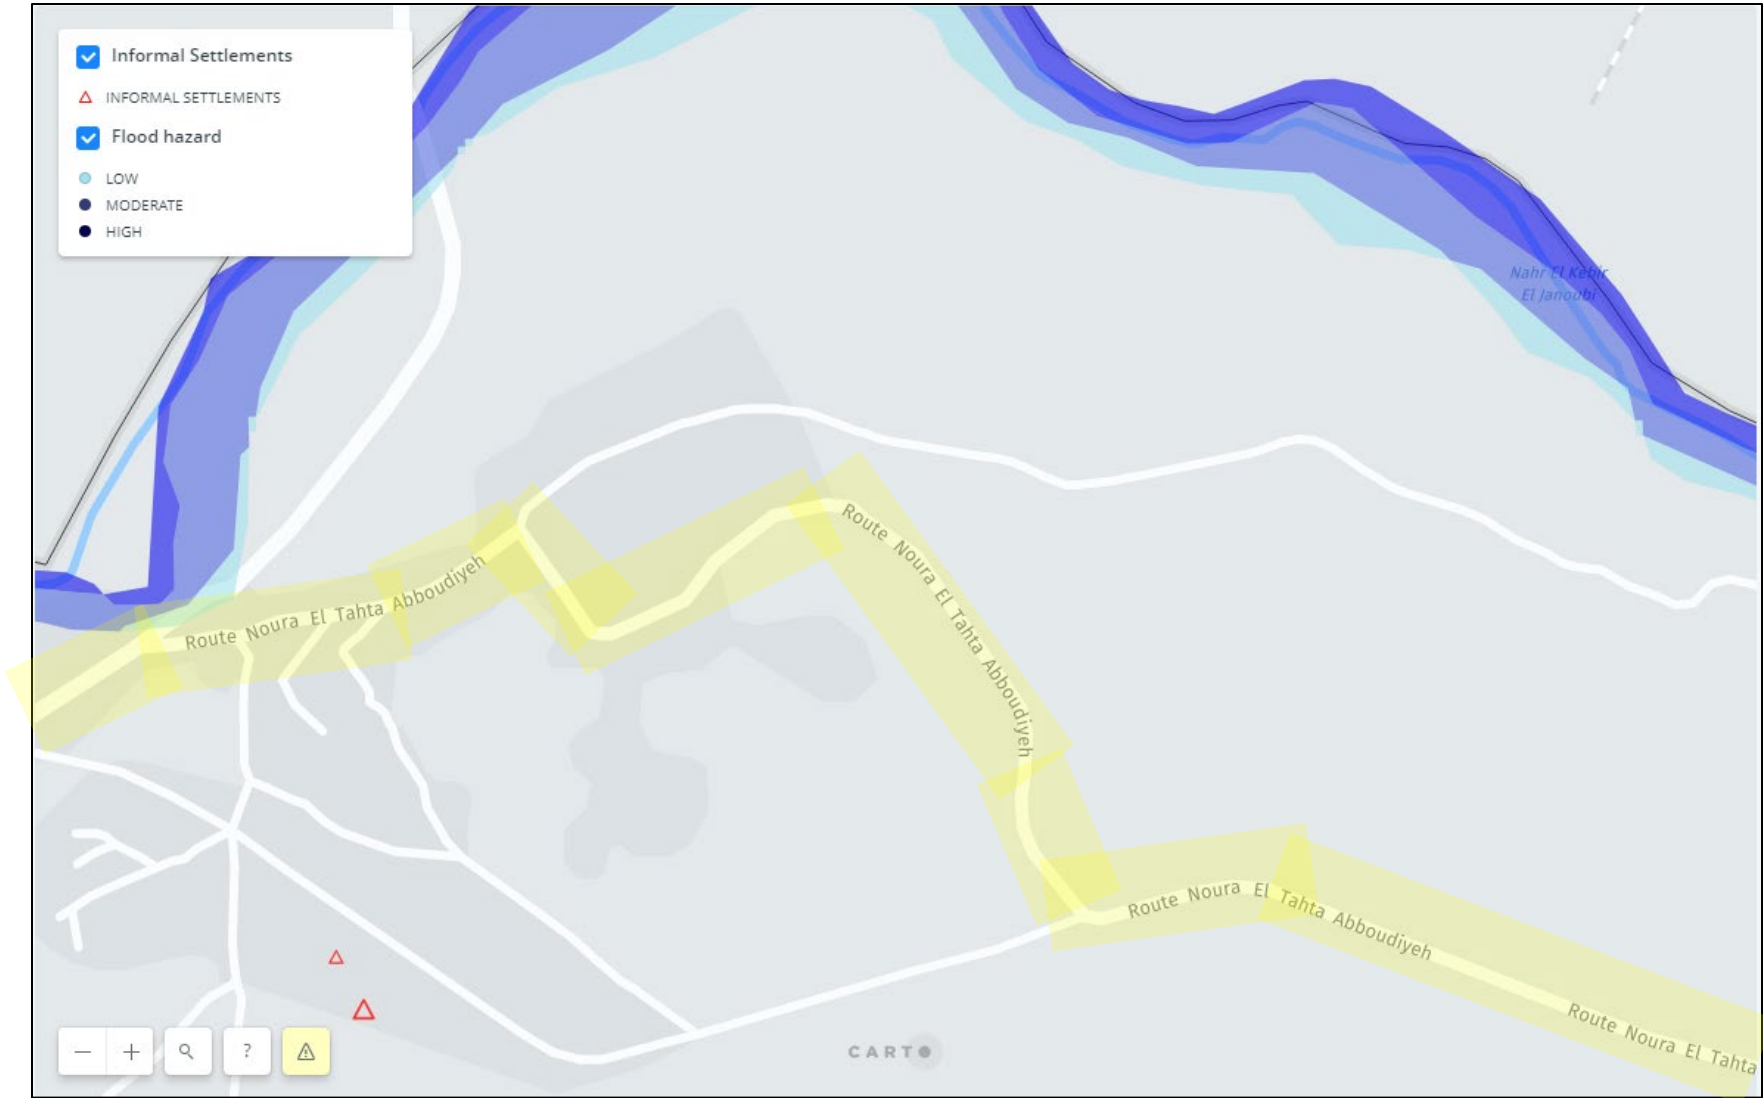 Informal Settlements
INFORMAL SETTLEMENTS
Flood hazard
LOW
MODERATE
HIGH
Nahr El Kebir
El Janoubi
Route Noura El Tahta Abboudiyeh
Route Noura El Tahta Abboudiyeh
Route Noura El Tahta Abboudiyeh
Route Noura El Tahta
?
CARTO